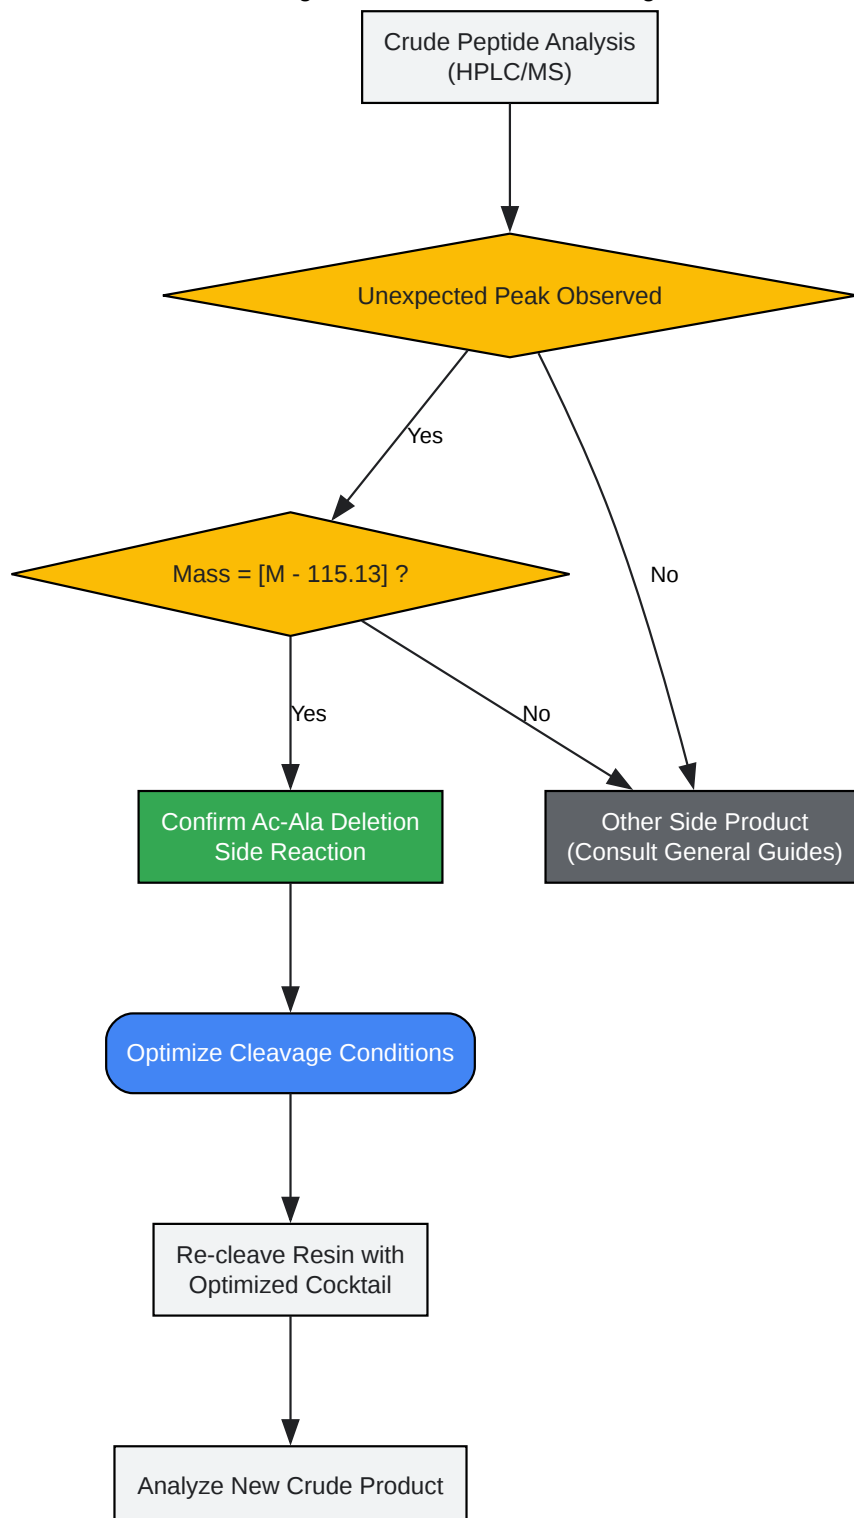 Crude Peptide Analysis
(HPLC/MS)
Unexpected Peak Observed
Yes
Mass = [M - 115.13] ?
No
Yes
No
Confirm Ac-Ala Deletion
Side Reaction
Other Side Product
(Consult General Guides)
Optimize Cleavage Conditions
Re-cleave Resin with
Optimized Cocktail
Analyze New Crude Product